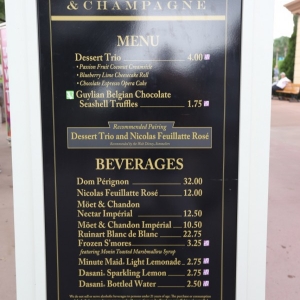 & CHAMPAGNE
MENU
Dessert Trio 4.00
• Passion Fruit Coconut Creamsicle
• Blueberry Lime Cheesecake Roll
• Chocolate Espresso Opera Cake
Guylian Belgian Chocolate
Seashell Truffles 1.75
Recommended Pairing
Dessert Trio and Nicolas Feuillatte Rosé
BEVERAGES
Dom Pérignon 32.00
Nicolas Feuillatte Rosé 12.00
Möet & Chandon
Nectar Impérial 12.50
Möet & Chandon Impérial 10.50
Ruinart Blanc de Blanc 22.75
Frozen S'mores 3.25
featuring Monin Toasted Marshmallow Syrup
Minute Maid® Light Lemonade 2.75
Dasani® Sparkling Lemon 2.75
Dasani® Bottled Water 2.50